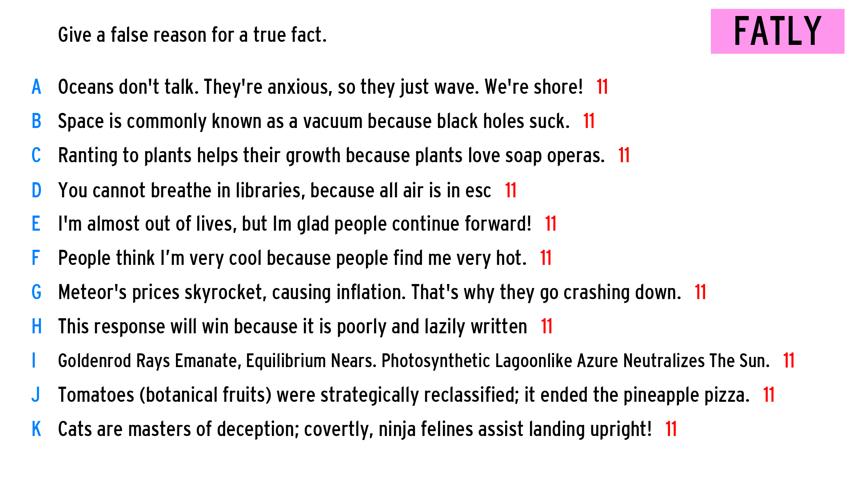 Give a false reason for a true fact.
FATLY
A Oceans don't talk. They're anxious, so they just wave. We're shore! 11
B Space is commonly known as a vacuum because black holes suck. 11
C Ranting to plants helps their growth because plants love soap operas. 11
D You cannot breathe in libraries, because all air is in esc 11
E I'm almost out of lives, but Im glad people continue forward! 11
F People think I'm very cool because people find me very hot. 11
G Meteor's prices skyrocket, causing inflation. That's why they go crashing down. 11
H This response will win because it is poorly and lazily written 11
I Goldenrod Rays Emanate, Equilibrium Nears. Photosynthetic Lagoonlike Azure Neutralizes The Sun. 11
J Tomatoes (botanical fruits) were strategically reclassified; it ended the pineapple pizza. 11
K Cats are masters of deception; covertly, ninja felines assist landing upright! 11